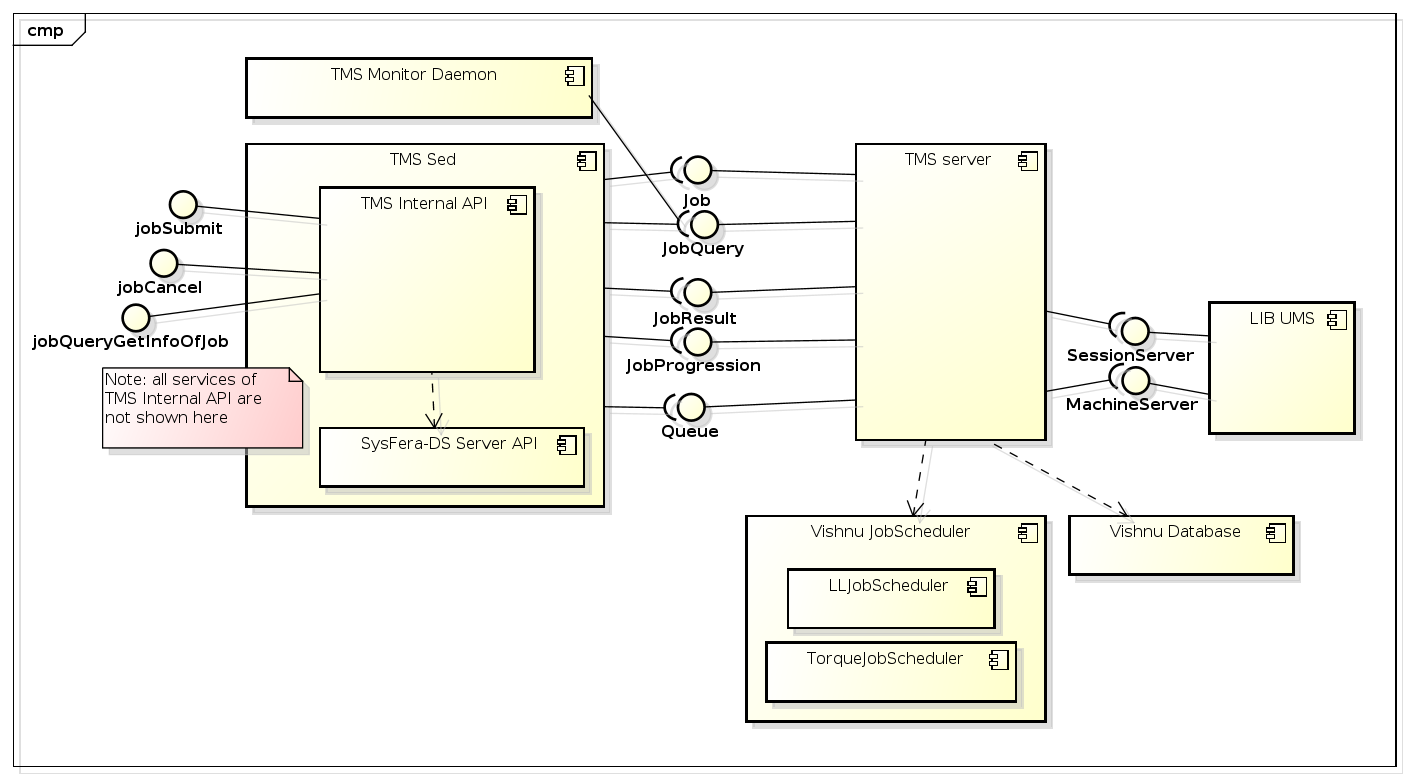 cmp
TMS Monitor Daemon
TMS Sed
TMS Internal API
jobSubmit
jobCancel
jobQueryGetInfoOfJob
Note: all services of
TMS Internal API are
not shown here
SysFera-DS Server API
Job
JobQuery
JobResult
JobProgression
Queue
TMS server
SessionServer
MachineServer
LIB UMS
Vishnu JobScheduler
LLJobScheduler
TorqueJobScheduler
Vishnu Database